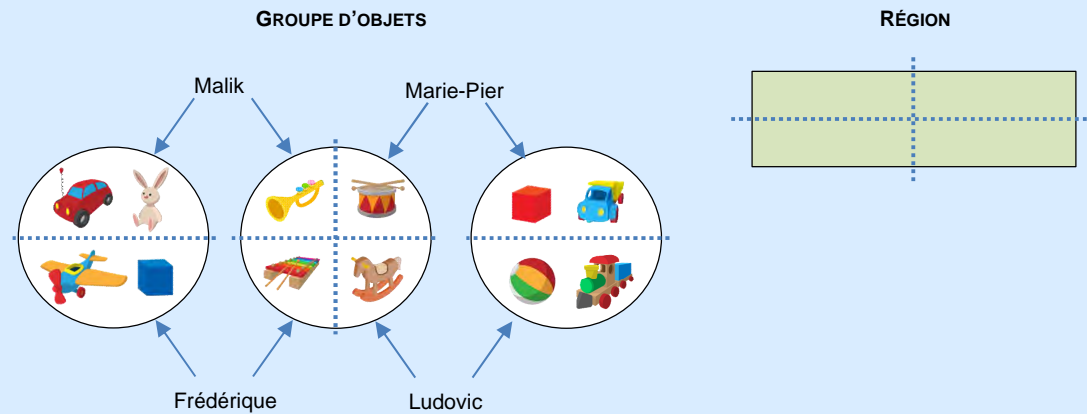 GROUPE D'OBJETS
RÉGION
Malik
Marie-Pier
Frédérique
Ludovic